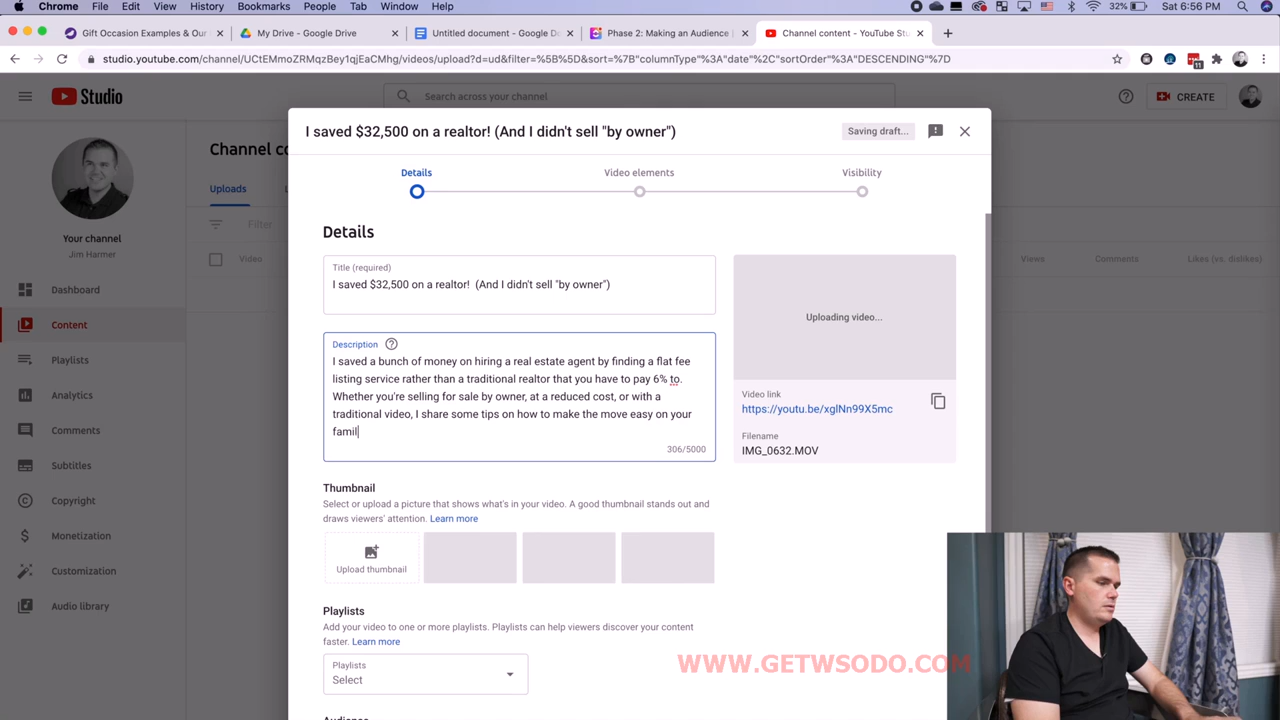 Chrome File Edit View History Bookmarks People Tab Window Help 32% Sat 6:56 PM
Gift Occasion Examples & Our
My Drive – Google Drive
Untitled document - Google Do
Phase 2: Making an Audience |
Channel content - YouTube Stu
studio.youtube.com/channel/UCtEMmoZRMqzBey1qjEaCMhg/videos/upload?d=ud&filter=%5B%5D&sort=%7B"columnType"%3A"date"%2C"sortOrder"%3A"DESCENDING"%7D
11
Studio
Search across your channel
CREATE
Channel co
Uploads
L
Filter
Video
Views
Comments
Likes (vs. dislikes)
Your channel
Jim Harmer
Dashboard
Content
Playlists
Analytics
Comments
Subtitles
Copyright
Monetization
Customization
Audio library
I saved $32,500 on a realtor! (And I didn't sell "by owner")
Saving draft...
Details
Video elements
Visibility
Details
Title (required)
I saved $32,500 on a realtor!  (And I didn't sell "by owner")
Description
I saved a bunch of money on hiring a real estate agent by finding a flat fee
listing service rather than a traditional realtor that you have to pay 6% to.
Whether you're selling for sale by owner, at a reduced cost, or with a
traditional video, I share some tips on how to make the move easy on your
famil
306/5000
Uploading video...
Video link
https://youtu.be/xglNn99X5mc
Filename
IMG_0632.MOV
Thumbnail
Select or upload a picture that shows what's in your video. A good thumbnail stands out and
draws viewers' attention. Learn more
Upload thumbnail
Playlists
Add your video to one or more playlists. Playlists can help viewers discover your content
faster. Learn more
Playlists
Select
WWW.GETWSODO.COM